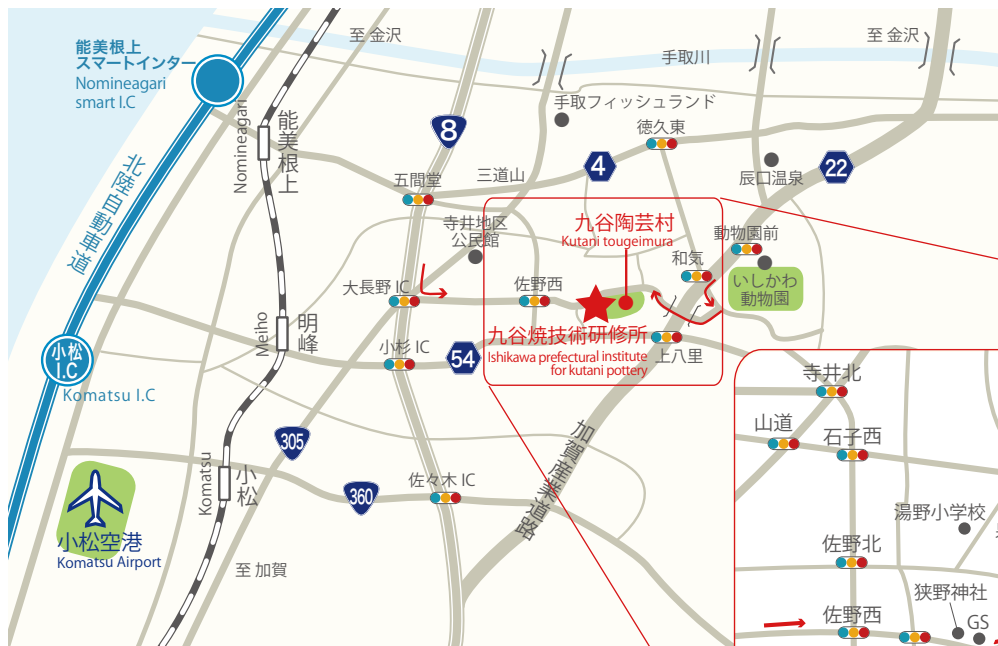 能美根上
スマートインター
Nomineagari
smart I.C
至 金沢
手取川
至 金沢
北陸自動車道
Nomineagari
能美根上
8
手取フィッシュランド
徳久東
4
三道山
五間堂
辰口温泉
22
寺井地区
公民館
九谷陶芸村
Kutani tougeimura
動物園前
和気
いしかわ
動物園
大長野 IC
佐野西
九谷焼技術研修所
Ishikawa prefectural institute
for kutani pottery
上八里
Meiho
明峰
小杉 IC
54
小松
I.C
Komatsu I.C
305
加賀産業道路
Komatsu
小松
360
佐々木 IC
小松空港
Komatsu Airport
至 加賀
寺井北
山道
石子西
湯野小学校
佐野北
狭野神社
佐野西
GS